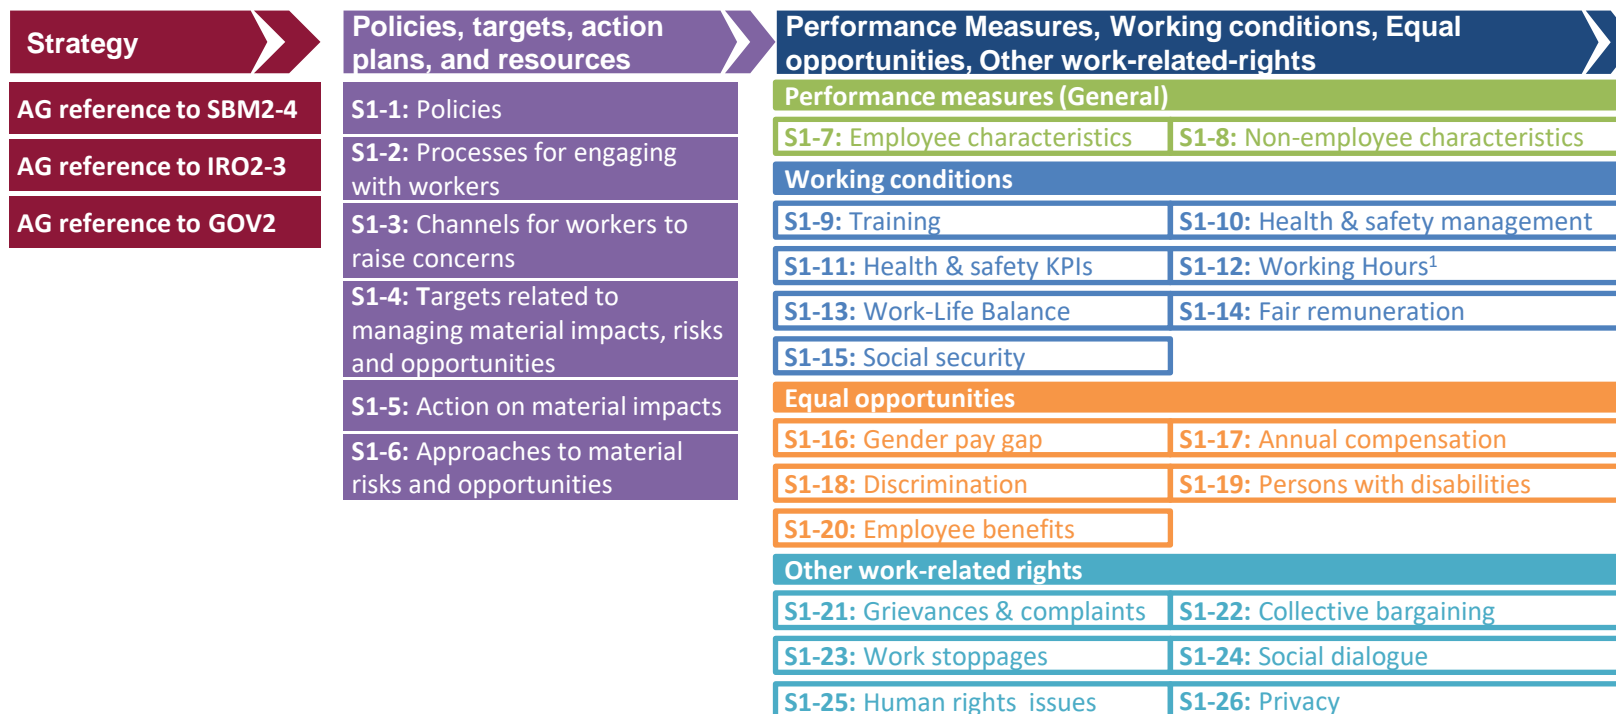 Strategy
AG reference to SBM2-4
AG reference to IRO2-3
AG reference to GOV2
Policies, targets, action
plans, and resources
S1-1: Policies
S1-2: Processes for engaging
with workers
S1-3: Channels for workers to
raise concerns
S1-4: Targets related to
managing material impacts, risks
and opportunities
S1-5: Action on material impacts
S1-6: Approaches to material
risks and opportunities
Performance Measures, Working conditions, Equal
opportunities, Other work-related-rights
Performance measures (General)
S1-7: Employee characteristics
S1-8: Non-employee characteristics
Working conditions
S1-9: Training
S1-10: Health & safety management
S1-11: Health & safety KPIs
S1-12: Working Hours¹
S1-13: Work-Life Balance
S1-14: Fair remuneration
S1-15: Social security
Equal opportunities
S1-16: Gender pay gap
S1-17: Annual compensation
S1-18: Discrimination
S1-19: Persons with disabilities
S1-20: Employee benefits
Other work-related rights
S1-21: Grievances & complaints
S1-22: Collective bargaining
S1-23: Work stoppages
S1-24: Social dialogue
S1-25: Human rights issues
S1-26: Privacy